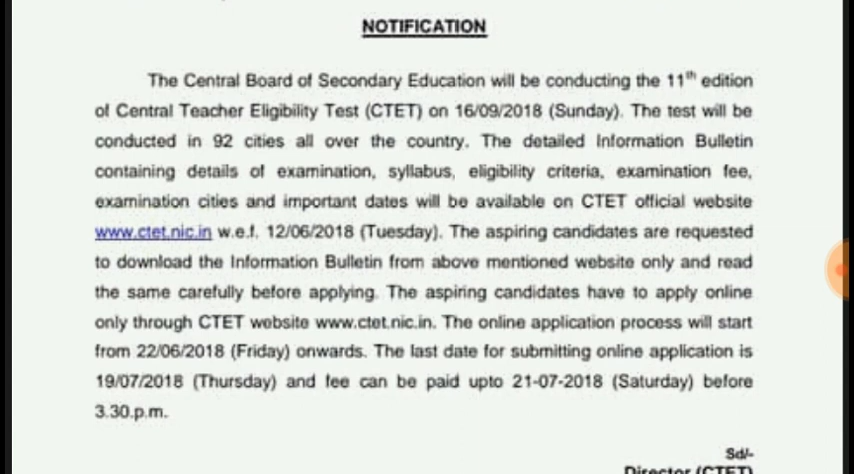 NOTIFICATION
The Central Board of Secondary Education will be conducting the 11th edition
of Central Teacher Eligibility Test (CTET) on 16/09/2018 (Sunday). The test will be
conducted in 92 cities all over the country. The detailed Information Bulletin
containing details of examination, syllabus, eligibility criteria, examination fee,
examination cities and important dates will be available on CTET official website
www.ctet.nic.in w.e.f. 12/06/2018 (Tuesday). The aspiring candidates are requested
to download the Information Bulletin from above mentioned website only and read
the same carefully before applying. The aspiring candidates have to apply online
only through CTET website www.ctet.nic.in. The online application process will start
from 22/06/2018 (Friday) onwards. The last date for submitting online application is
19/07/2018 (Thursday) and fee can be paid upto 21-07-2018 (Saturday) before
3.30.p.m.
Sd/-
Director (CTET)